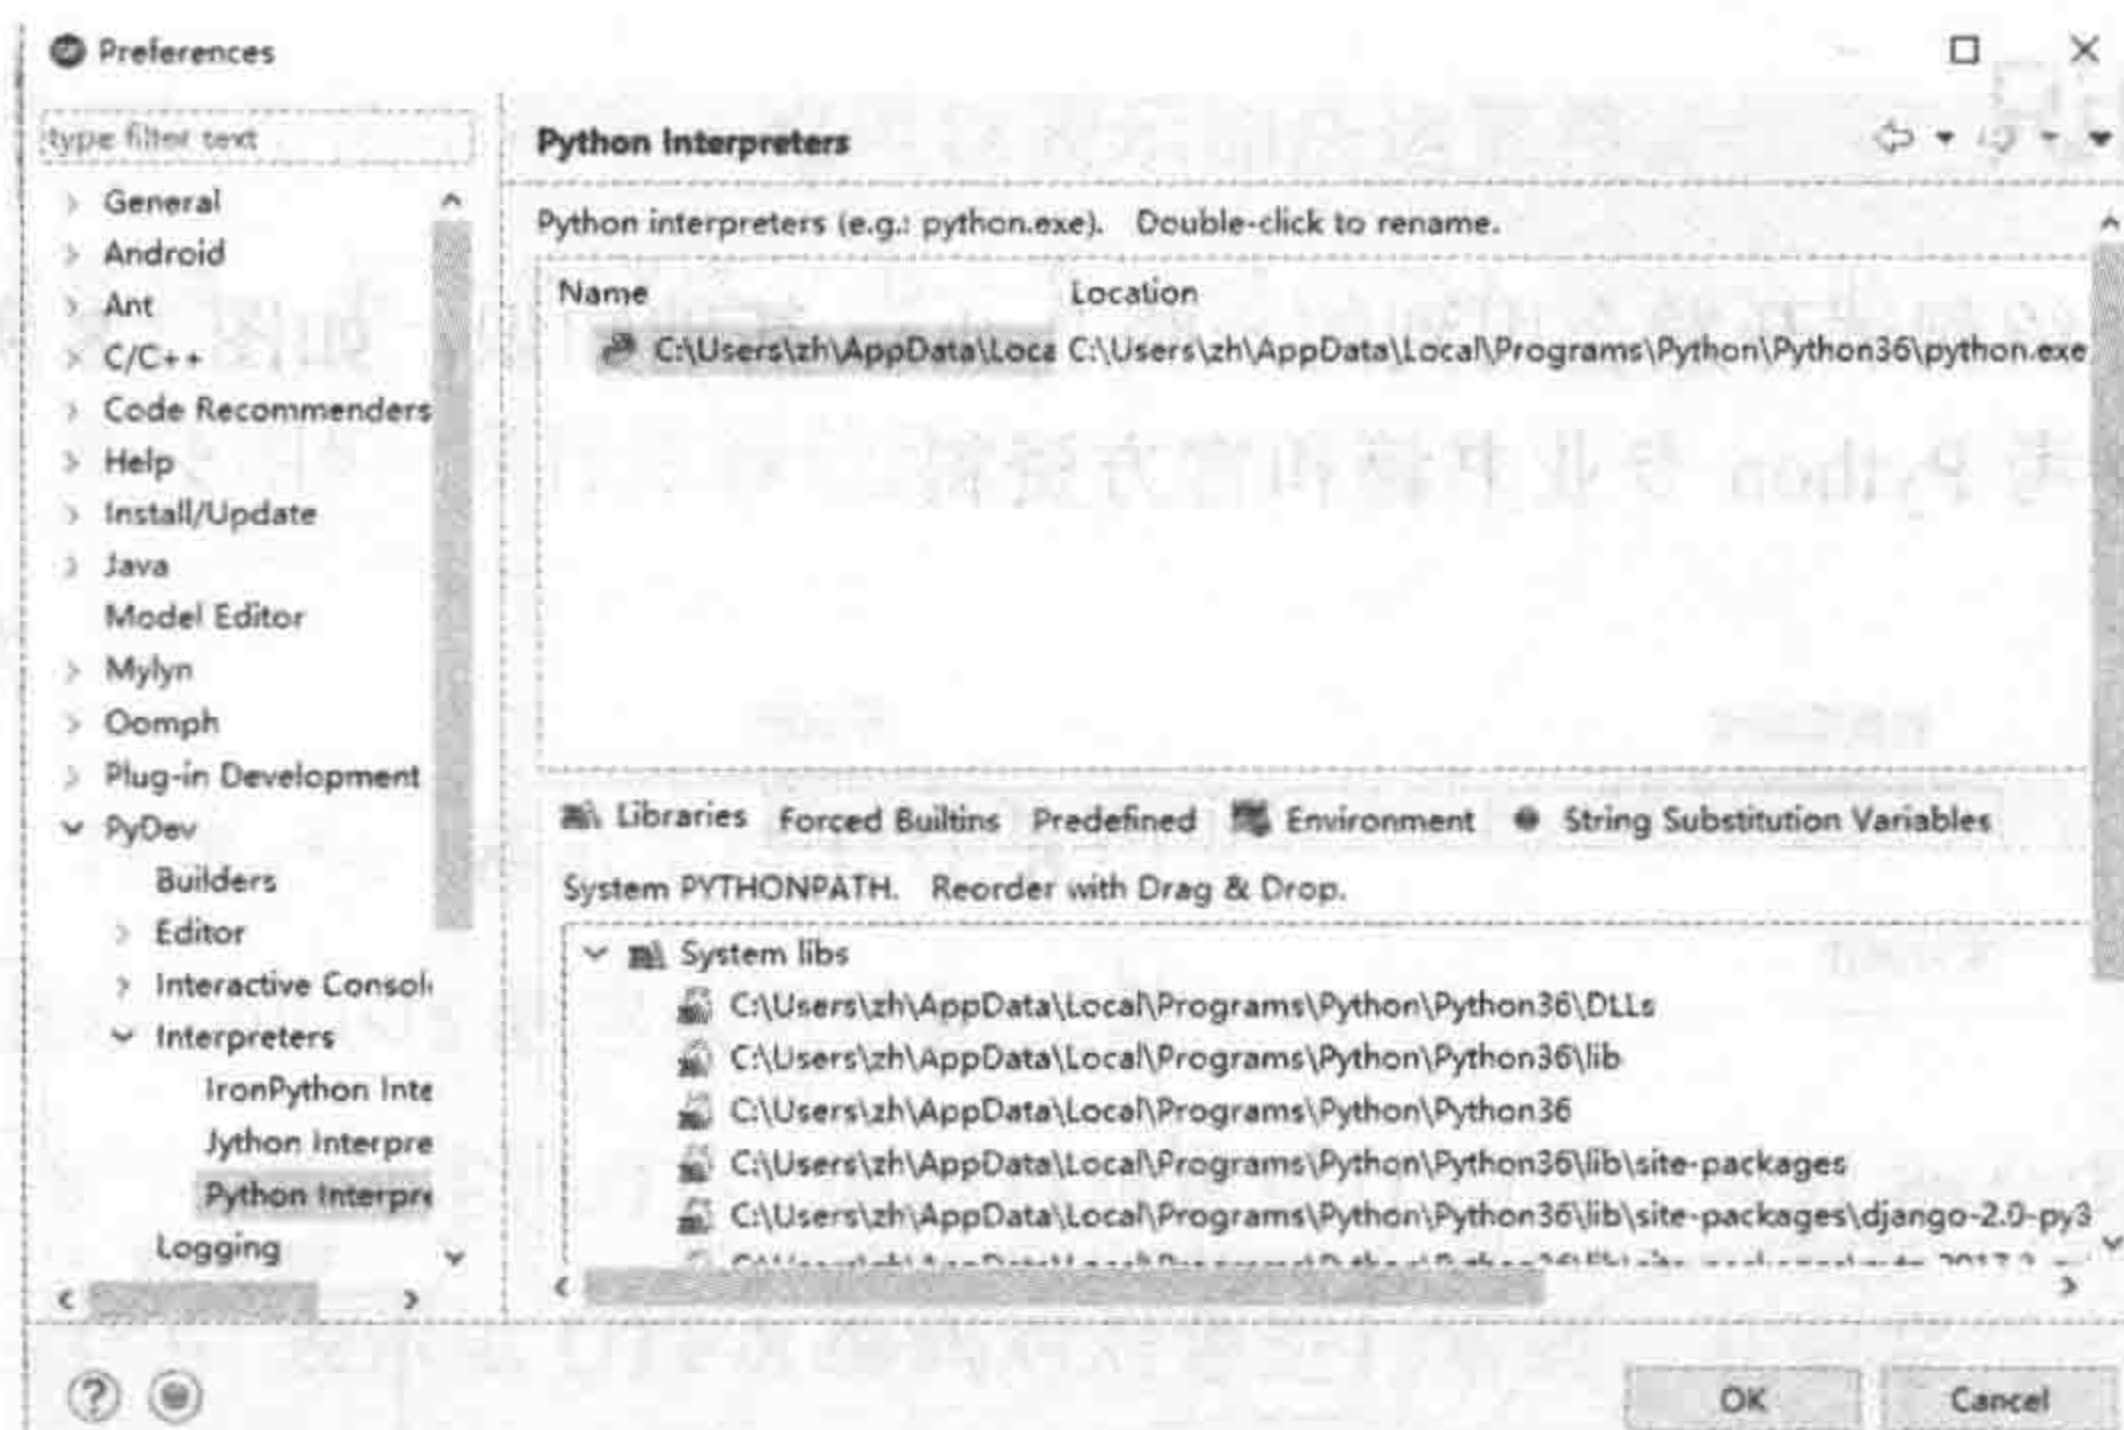 Preferences
type filter text
General
Android
Ant
C/C++
Code Recommenders
Help
Install/Update
Java
Model Editor
Mylyn
Oomph
Plug-in Development
PyDev
Builders
Editor
Interactive Consol
Interpreters
IronPython Inte
Jython Interpre
Python Interpre
Logging
Python Interpreters
Python interpreters (e.g.: python.exe). Double-click to rename.
Name Location
C:\Users\zh\AppData\Loca C:\Users\zh\AppData\Local\Programs\Python\Python36\python.exe
Libraries Forced Builtins Predefined Environment String Substitution Variables
System PYTHONPATH. Reorder with Drag & Drop.
System libs
C:\Users\zh\AppData\Local\Programs\Python\Python36\DLLs
C:\Users\zh\AppData\Local\Programs\Python\Python36\lib
C:\Users\zh\AppData\Local\Programs\Python\Python36
C:\Users\zh\AppData\Local\Programs\Python\Python36\lib\site-packages
C:\Users\zh\AppData\Local\Programs\Python\Python36\lib\site-packages\django-2.0-py3
OK Cancel